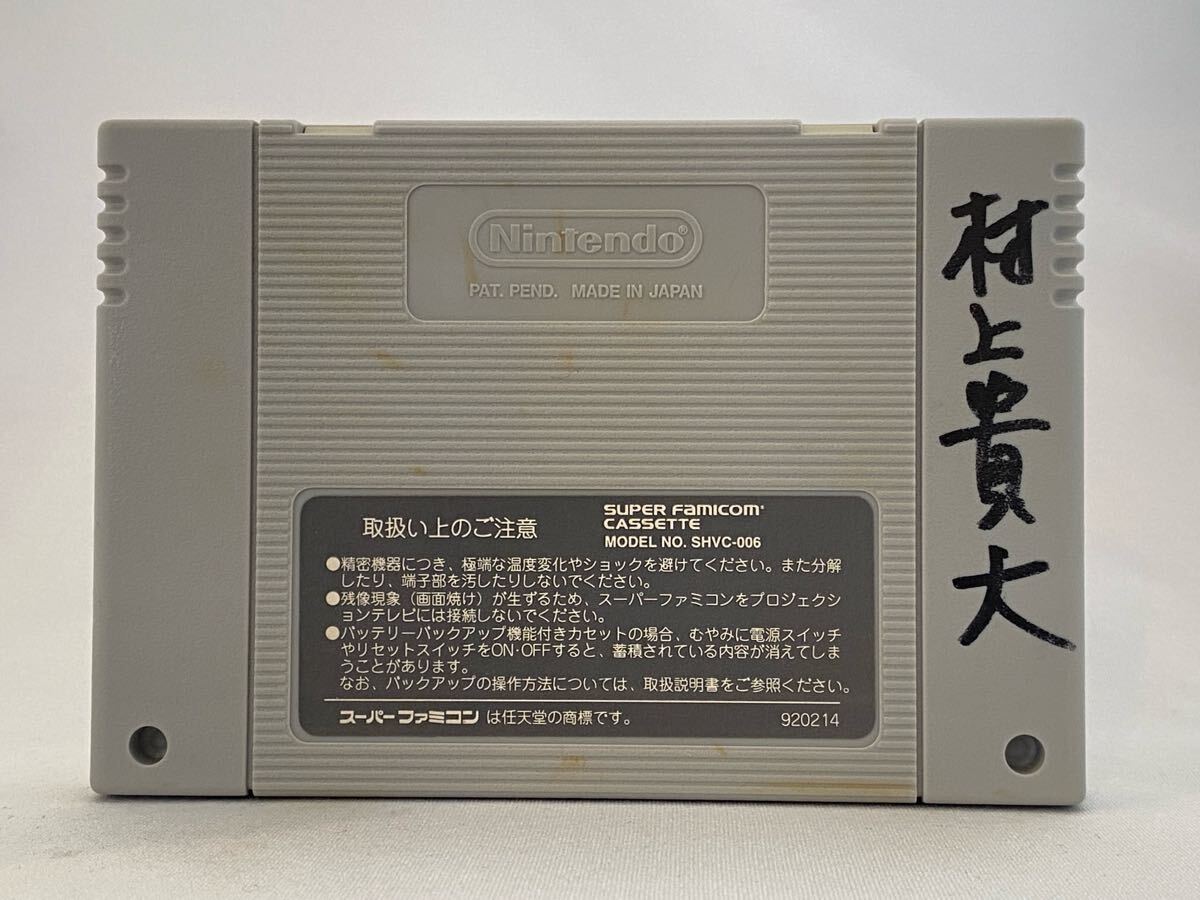 Nintendo®
PAT. PEND. MADE IN JAPAN
取扱い上のご注意
SUPER FAMICOM®
CASSETTE
MODEL NO. SHVC-006
●精密機器につき、極端な温度変化やショックを避けてください。また分解
したり、端子部を汚したりしないでください。
●残像現象（画面焼け）が生ずるため、スーパーファミコンをプロジェクシ
ョンテレビには接続しないでください。
●バッテリーバックアップ機能付きカセットの場合、むやみに電源スイッチ
やリセットスイッチをON·OFFすると、蓄積されている内容が消えてしま
うことがあります。
なお、バックアップの操作方法については、取扱説明書をご参照ください。
スーパーファミコン は任天堂の商標です。
920214
村上貴大